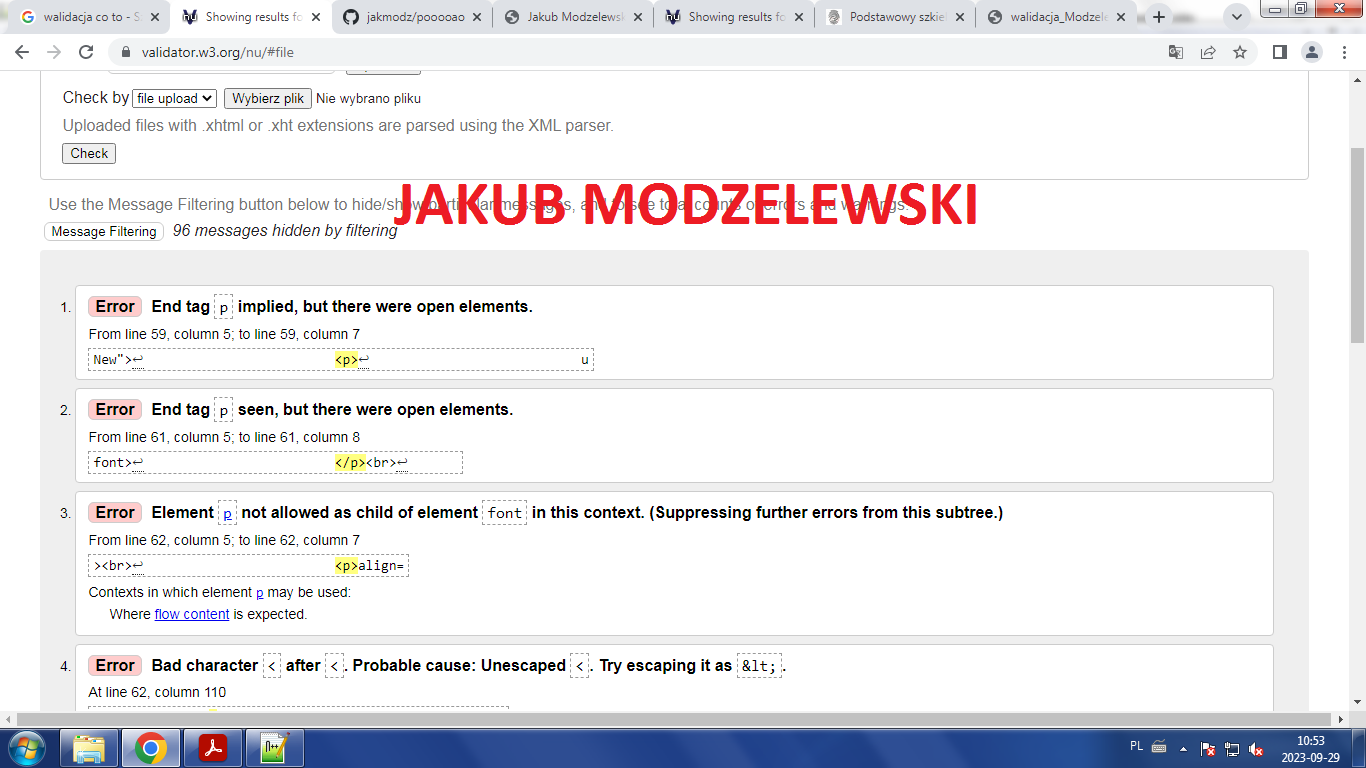 walidacja co to - S
Showing results fo
jakmodz/pooooao
Jakub Modzelewsk
Showing results fo
Podstawowy szkiel
walidacja_Modzele
validator.w3.org/nu/#file
Check by file upload Wybierz plik Nie wybrano pliku
Uploaded files with .xhtml or .xht extensions are parsed using the XML parser.
Check
JAKUB MODZELEWSKI
Use the Message Filtering button below to hide/show particular messages, and to see total counts of errors and warnings.
Message Filtering 96 messages hidden by filtering
1. Error End tag p implied, but there were open elements.
From line 59, column 5; to line 59, column 7
New">↩ <p>↩ u
2. Error End tag p seen, but there were open elements.
From line 61, column 5; to line 61, column 8
font>↩ </p><br>↩
3. Error Element p not allowed as child of element font in this context. (Suppressing further errors from this subtree.)
From line 62, column 5; to line 62, column 7
><br>↩ <p>align=
Contexts in which element p may be used:
Where flow content is expected.
4. Error Bad character < after <. Probable cause: Unescaped <. Try escaping it as &lt;.
At line 62, column 110
PL
10:53
2023-09-29